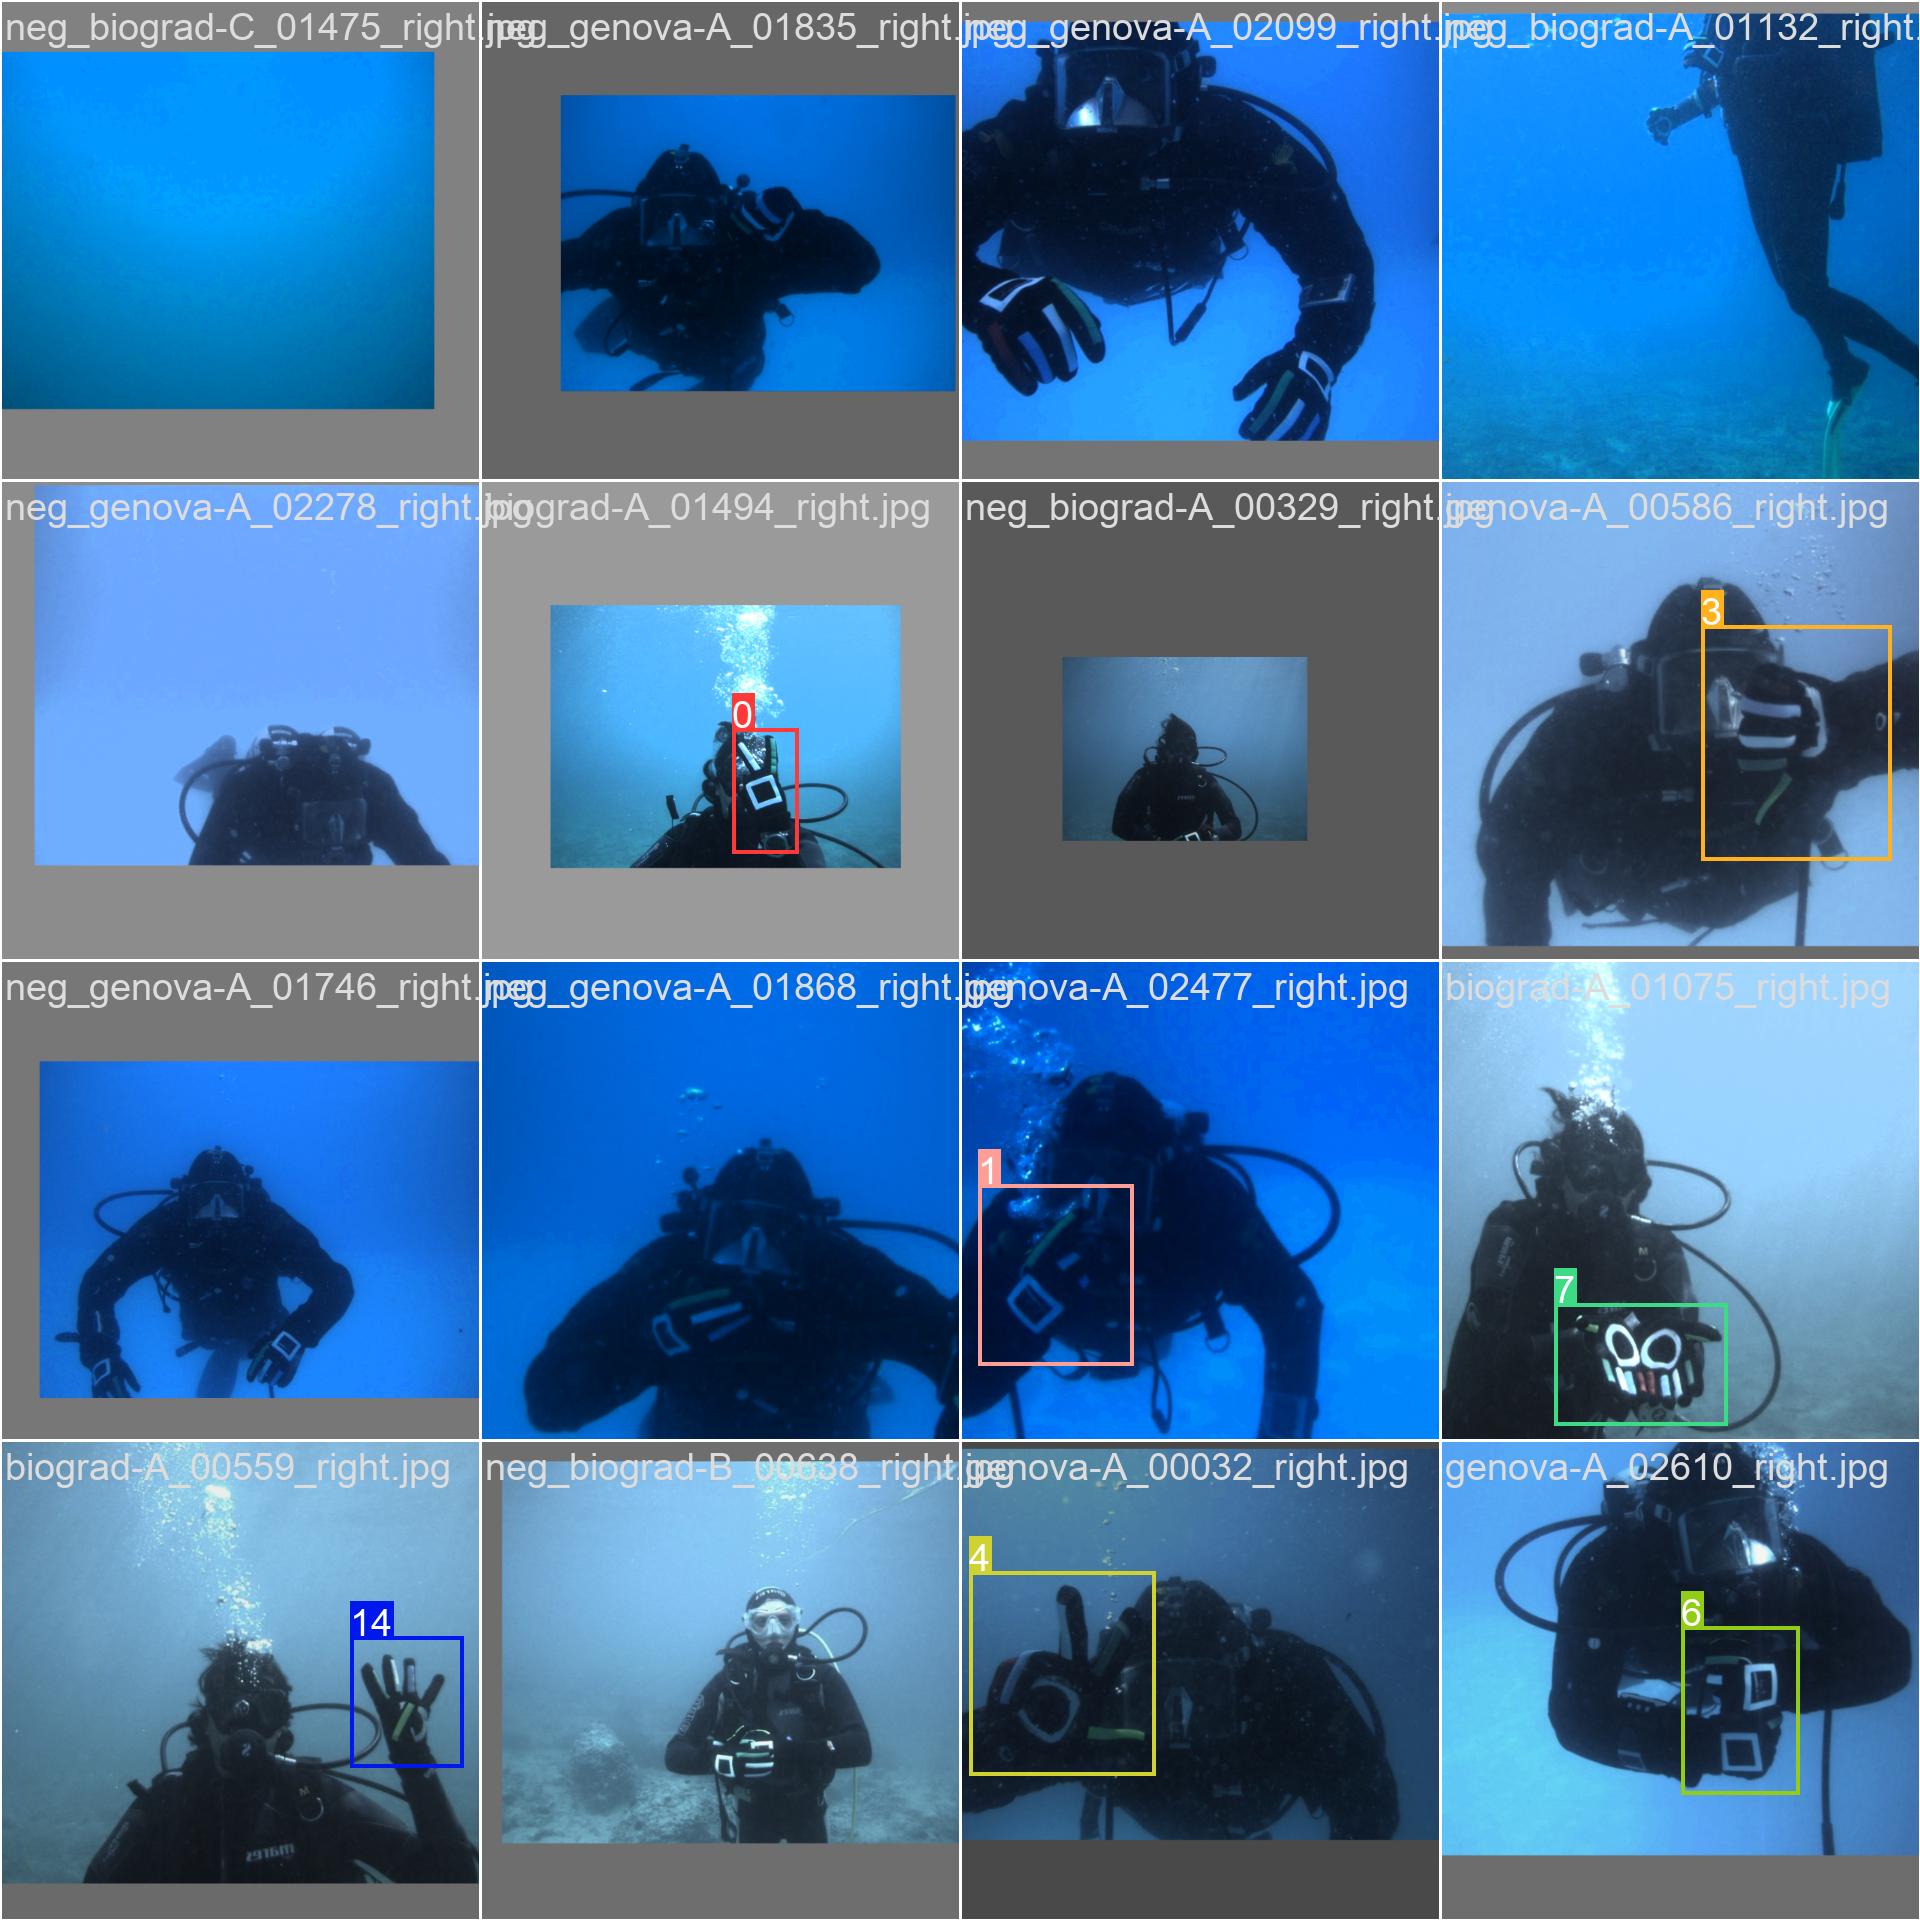 neg_biograd-C_01475_right.jpg
neg_genova-A_01835_right.jpg
neg_genova-A_02099_right.jpg
neg_biograd-A_01132_right.
neg_genova-A_02278_right.jpg
biograd-A_01494_right.jpg
0
neg_biograd-A_00329_right.jpg
genova-A_00586_right.jpg
3
neg_genova-A_01746_right.jpg
neg_genova-A_01868_right.jpg
genova-A_02477_right.jpg
1
biograd-A_01075_right.jpg
7
M
biograd-A_00559_right.jpg
14
M
neg_biograd-B_00638_right.jpg
genova-A_00032_right.jpg
4
genova-A_02610_right.jpg
6